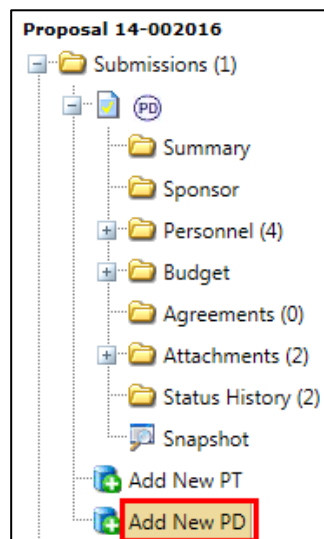 Proposal 14-002016
Submissions (1)
PD
Summary
Sponsor
Personnel (4)
Budget
Agreements (0)
Attachments (2)
Status History (2)
Snapshot
Add New PT
Add New PD